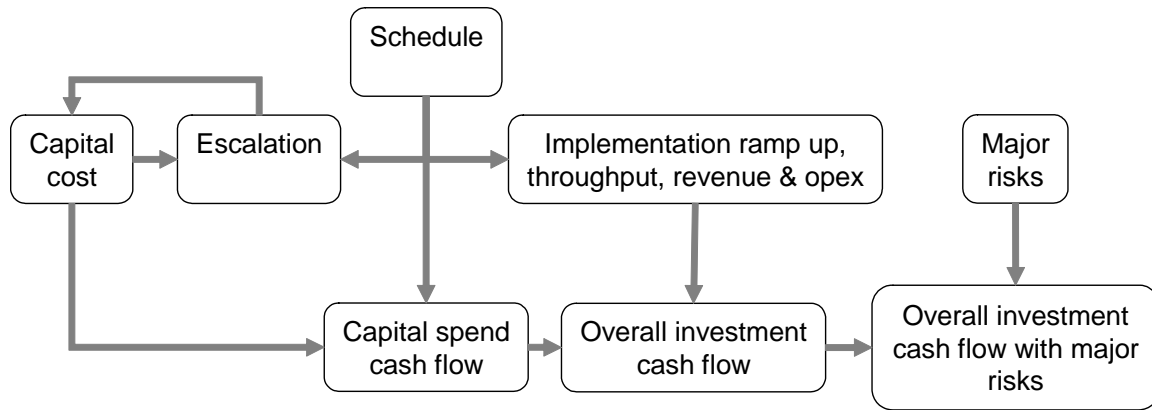 Schedule
Capital
cost
Escalation
Implementation ramp up,
throughput, revenue & opex
Major
risks
Capital spend
cash flow
Overall investment
cash flow
Overall investment
cash flow with major
risks